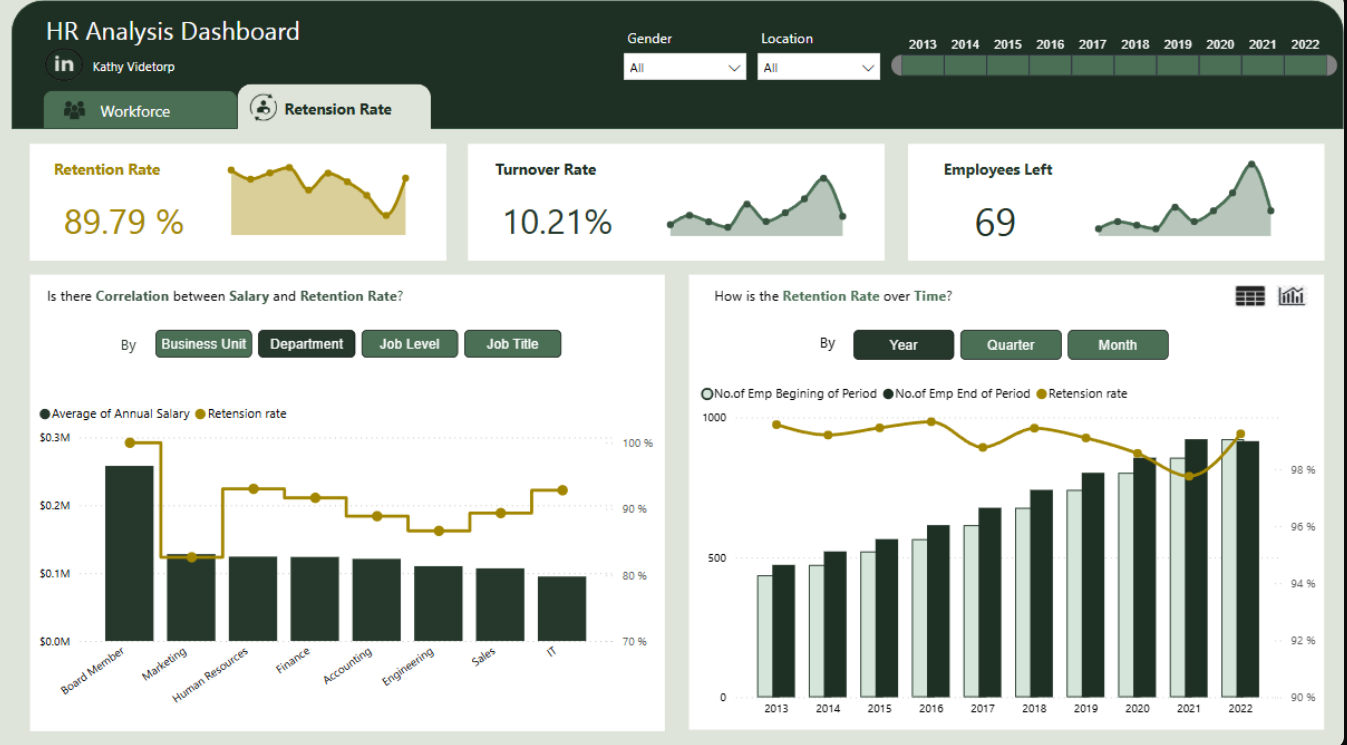 HR Analysis Dashboard
in
Kathy Videtorp
Gender
Location
All
All
2013 2014 2015 2016 2017 2018 2019 2020 2021 2022
Workforce
Retension Rate
Retention Rate
89.79 %
Turnover Rate
10.21%
Employees Left
69
Is there Correlation between Salary and Retention Rate?
By
Business Unit
Department
Job Level
Job Title
Average of Annual Salary
Retension rate
$0.3M
$0.2M
$0.1M
$0.0M
100 %
90 %
80 %
70 %
Board Member
Marketing
Human Resources
Finance
Accounting
Engineering
Sales
IT
How is the Retention Rate over Time?
By
Year
Quarter
Month
No.of Emp Begining of Period
No.of Emp End of Period
Retension rate
1000
500
0
98 %
96 %
94 %
92 %
90 %
2013 2014 2015 2016 2017 2018 2019 2020 2021 2022